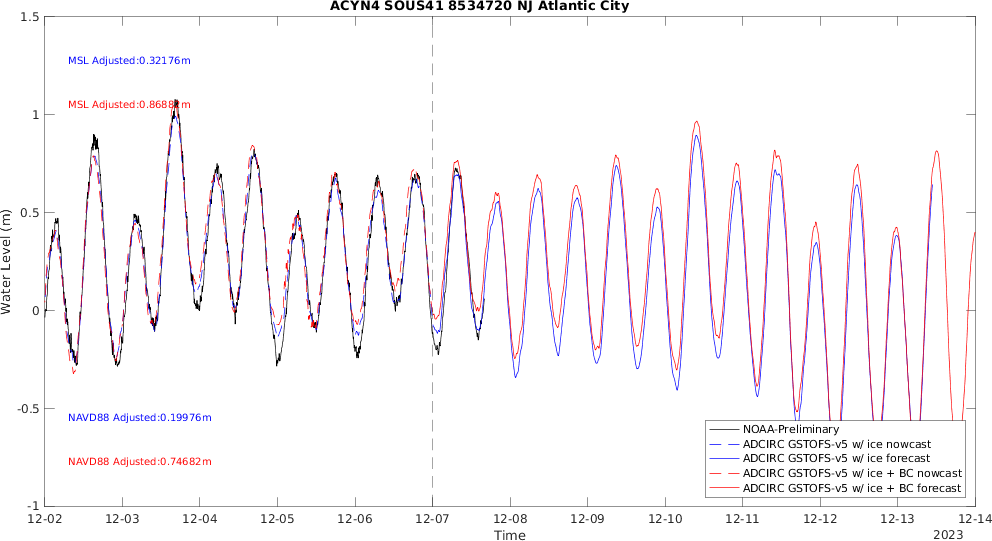 ACYN4 SOUS41 8534720 NJ Atlantic City
1.5
1
0.5
0
-0.5
-1
Water Level (m)
MSL Adjusted:0.32176m
MSL Adjusted:0.868 m
NAVD88 Adjusted:0.19976m
NAVD88 Adjusted:0.74682m
NOAA-Preliminary
ADCIRC GSTOFS-v5 w/ ice nowcast
ADCIRC GSTOFS-v5 w/ ice forecast
ADCIRC GSTOFS-v5 w/ ice + BC nowcast
ADCIRC GSTOFS-v5 w/ ice + BC forecast
12-02 12-03 12-04 12-05 12-06 12-07 12-08 12-09 12-10 12-11 12-12 12-13 12-14
Time
2023